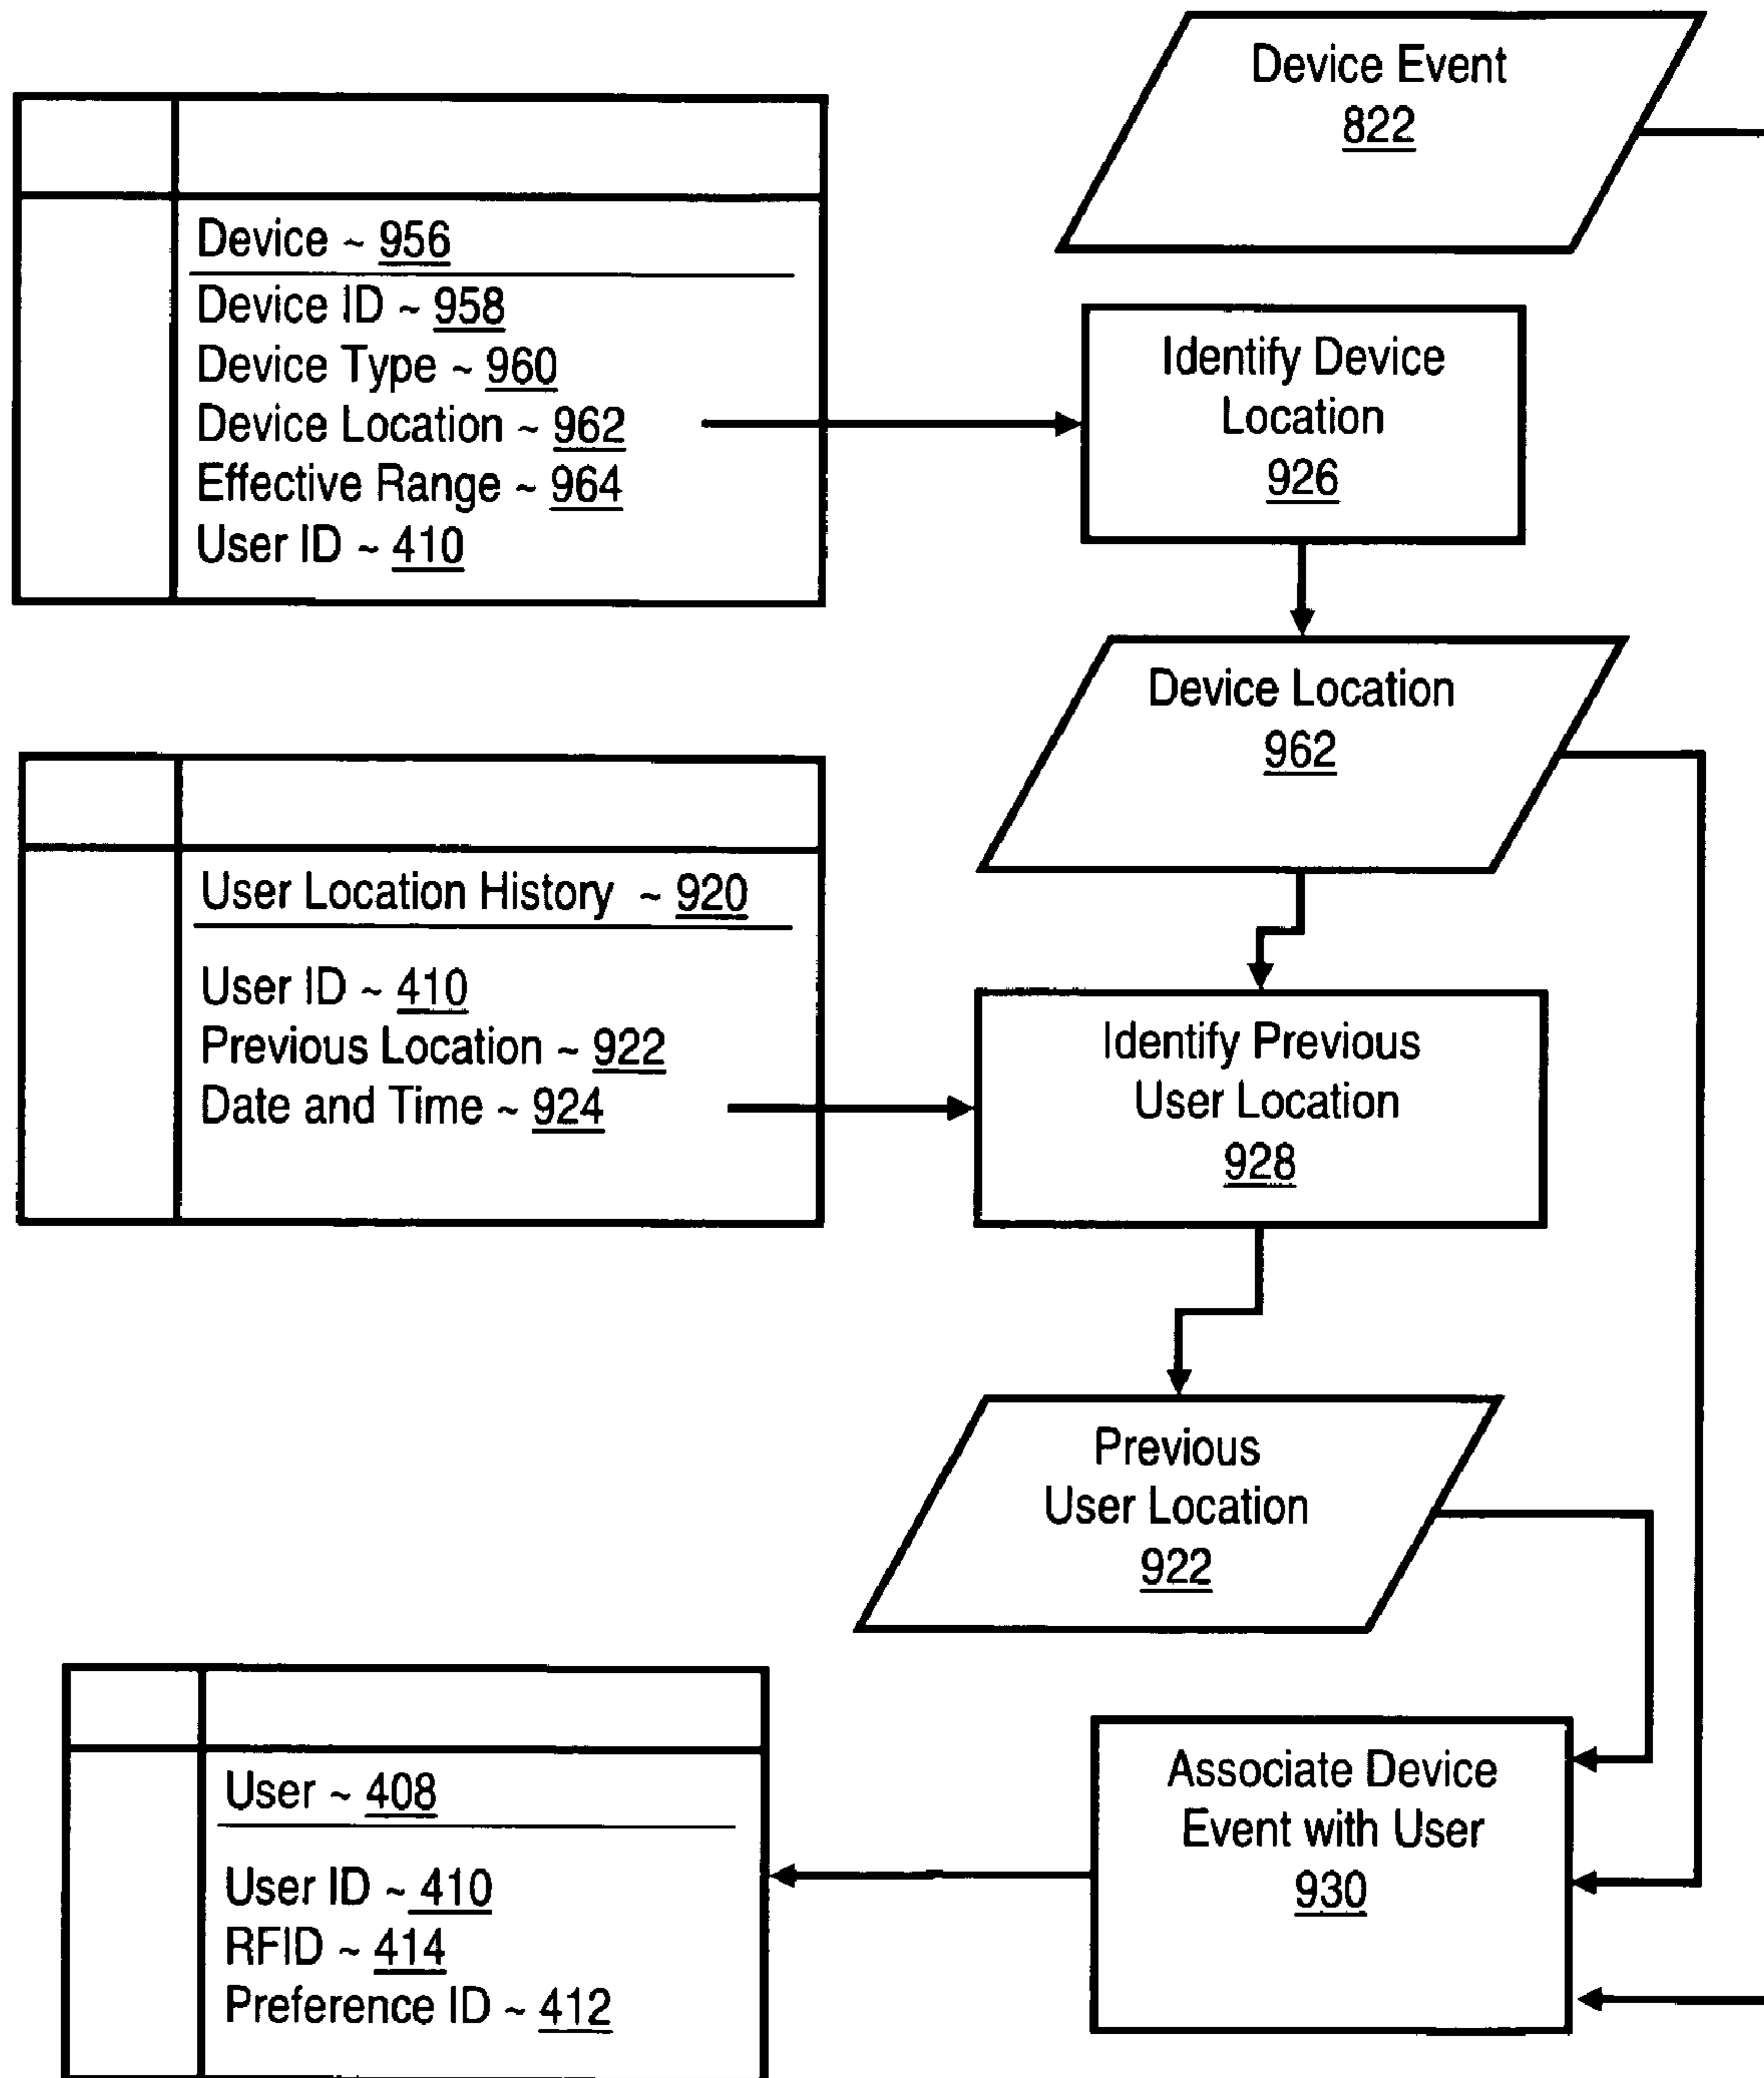 Device Event
822
Device ~ 956
Device ID ~ 958
Device Type ~ 960
Device Location ~ 962
Effective Range ~ 964
User ID ~ 410
Identify Device
Location
926
Device Location
962
User Location History ~ 920
User ID ~ 410
Previous Location ~ 922
Date and Time ~ 924
Identify Previous
User Location
928
Previous
User Location
922
User ~ 408
User ID ~ 410
RFID ~ 414
Preference ID ~ 412
Associate Device
Event with User
930